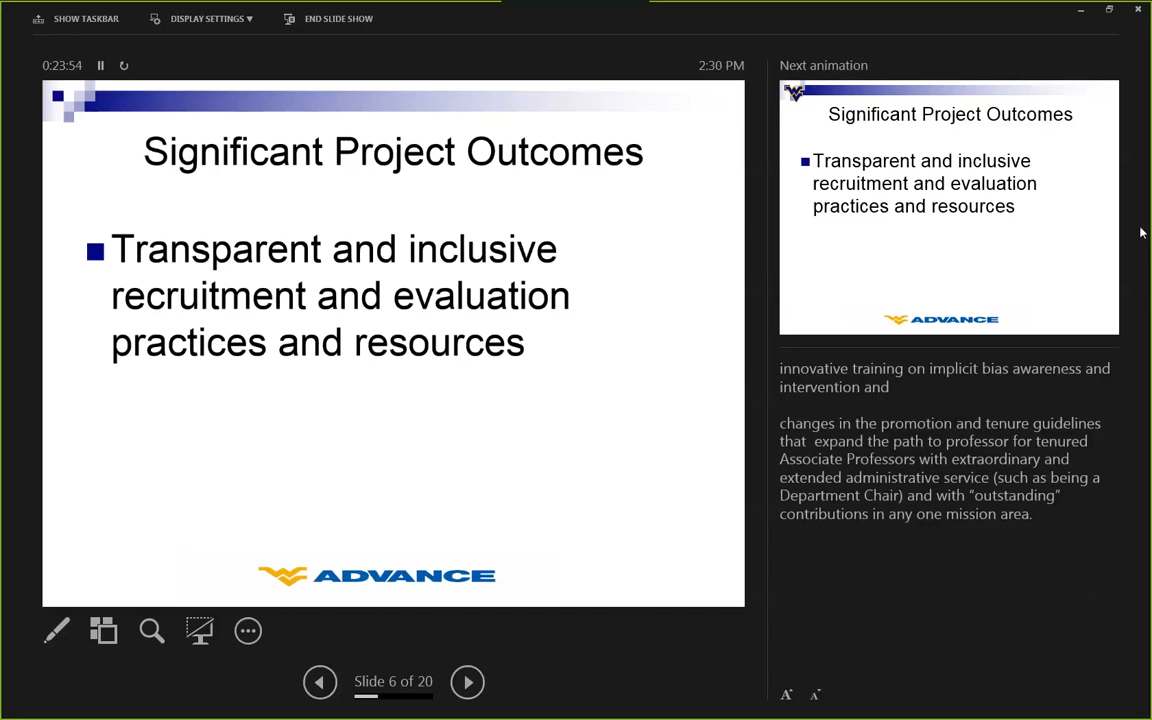 SHOW TASKBAR
DISPLAY SETTINGS ▼
END SLIDE SHOW
0:23:54
2:30 PM
Significant Project Outcomes
Transparent and inclusive
recruitment and evaluation
practices and resources
ADVANCE
Slide 6 of 20
Next animation
Significant Project Outcomes
Transparent and inclusive
recruitment and evaluation
practices and resources
ADVANCE
innovative training on implicit bias awareness and
intervention and
changes in the promotion and tenure guidelines
that expand the path to professor for tenured
Associate Professors with extraordinary and
extended administrative service (such as being a
Department Chair) and with “outstanding”
contributions in any one mission area.
A A